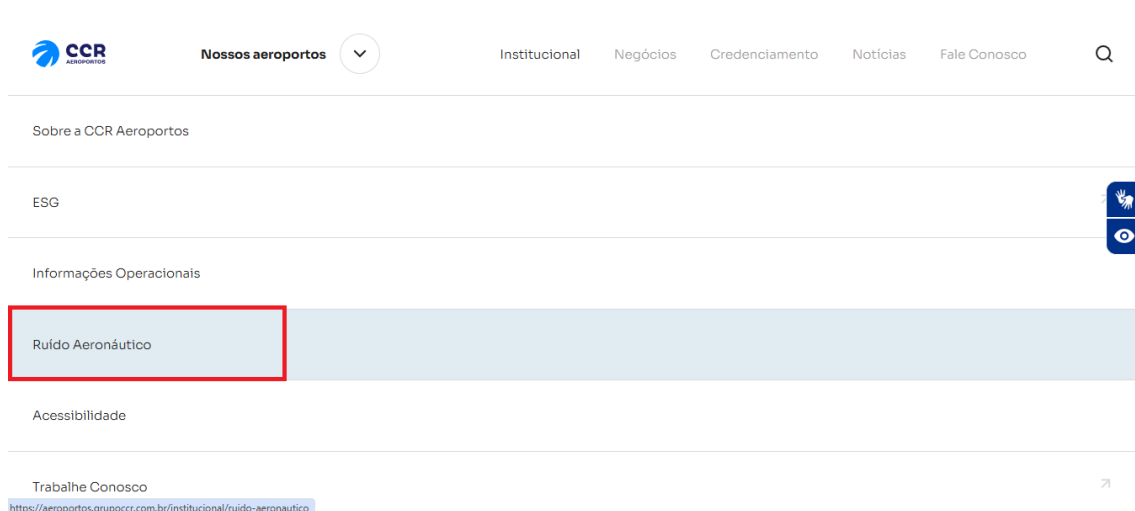 CCR
AEROPORTOS
Nossos aeroportos
Institucional
Negócios
Credenciamento
Notícias
Fale Conosco
Sobre a CCR Aeroportos
ESG
Informações Operacionais
Ruído Aeronáutico
Acessibilidade
Trabalhe Conosco
https://aeroportos.grupoccr.com.br/institucional/ruido-aeronautico